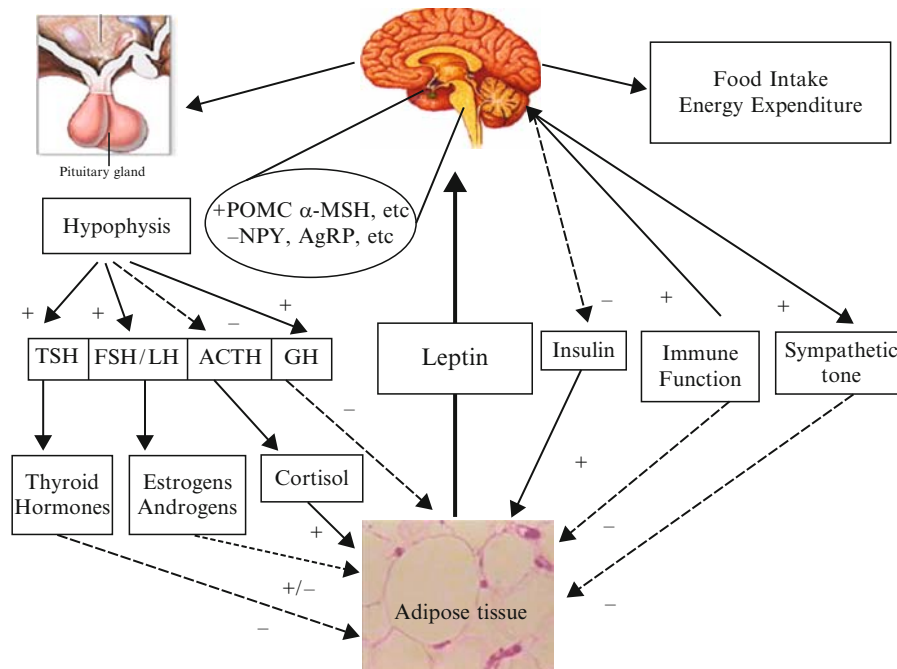 Pituitary gland
Food Intake
Energy Expenditure
+POMC α-MSH, etc
–NPY, AgRP, etc
Hypophysis
+
+
–
+
TSH
FSH/LH
ACTH
GH
Leptin
–
Insulin
+
Immune
Function
+
Sympathetic
tone
–
Thyroid
Hormones
Estrogens
Androgens
Cortisol
+
+
–
–
+/–
–
Adipose tissue